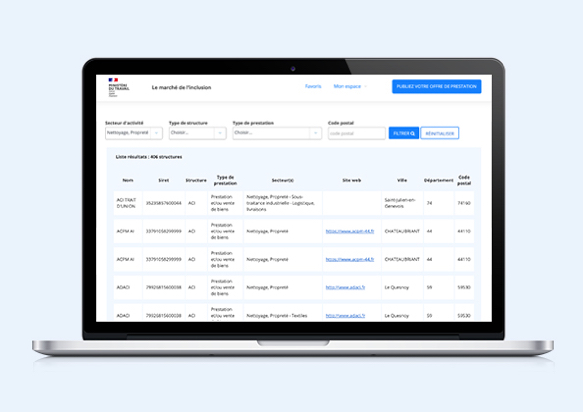 MINISTÈRE
DU TRAVAIL
Le marché de l'inclusion
Favoris
Mon espace
PUBLIEZ VOTRE OFFRE DE PRESTATION
Secteur d'activité
Type de structure
Type de prestation
Code postal
Nettoyage, Propreté
Choisir...
Choisir...
code postal
FILTRER
RÉINITIALISER
Liste résultats : 406 structures
Nom
Siret
Structure
Type de
prestation
Secteur(s)
Site web
Ville
Département
Code
postal
ACI FAIT
D'UNION
ACI
Prestation
et/ou vente
de biens
Nettoyage, Propreté - Sous-
traitance industrielle - Logistique,
livraisons
Saint-Julien-en-
Genevois
74
74160
ACPM AI
33791058299999
ACI
Prestation
et/ou vente
de biens
Nettoyage, Propreté
https://www.acpm-44.fr
CHATEAUBRIANT
44
44110
ACPM AI
33791058299999
ACI
Prestation
et/ou vente
de biens
Nettoyage, Propreté
https://www.acpm-44.fr
CHATEAUBRIANT
44
44110
ADACI
79926815600038
ACI
Prestation
et/ou vente
de biens
Nettoyage, Propreté
https://www.adaci.fr
Le Quesnoy
59
59530
ADACI
79926815600038
ACI
Prestation
et/ou vente
de biens
Nettoyage, Propreté - Textiles
https://www.adaci.fr
Le Quesnoy
59
59530